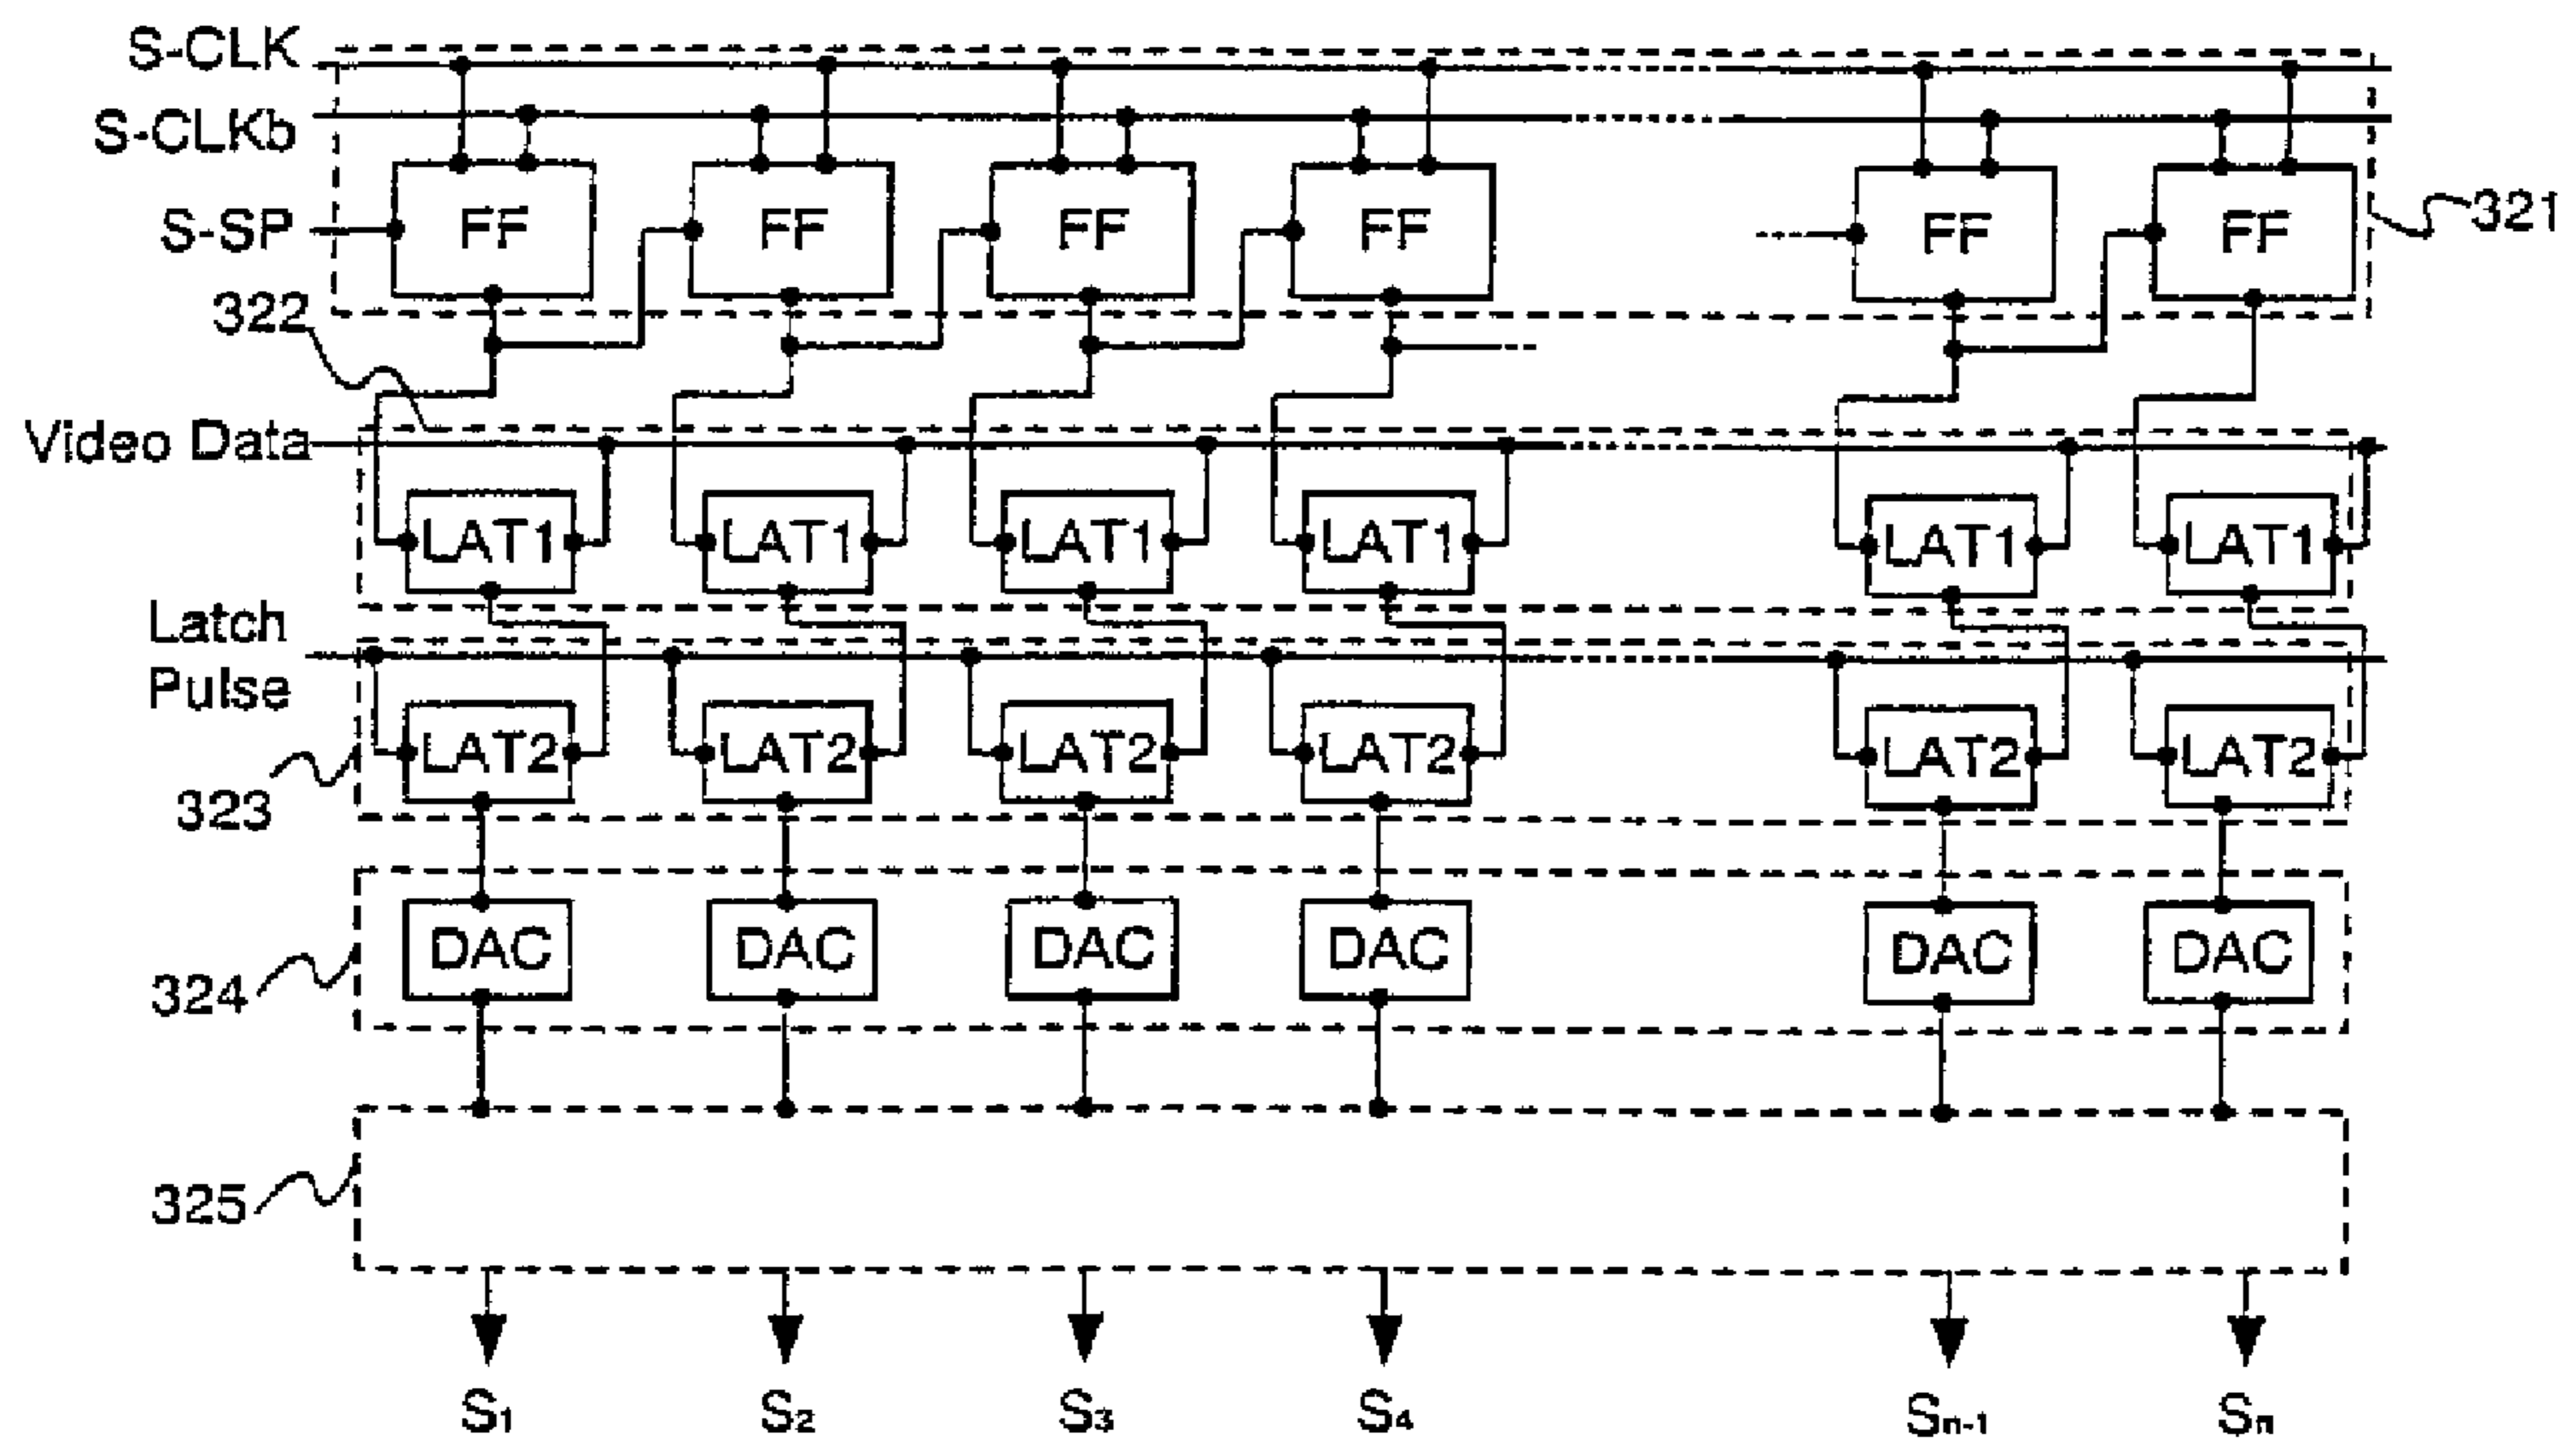 S-CLK
S-CLKb
S-SP
FF FF FF FF FF FF
321
322
Video Data
LAT1 LAT1 LAT1 LAT1 LAT1 LAT1
Latch
Pulse
LAT2 LAT2 LAT2 LAT2 LAT2 LAT2
323
DAC DAC DAC DAC DAC DAC
324
325
S1 S2 S3 S4 Sn-1 Sn